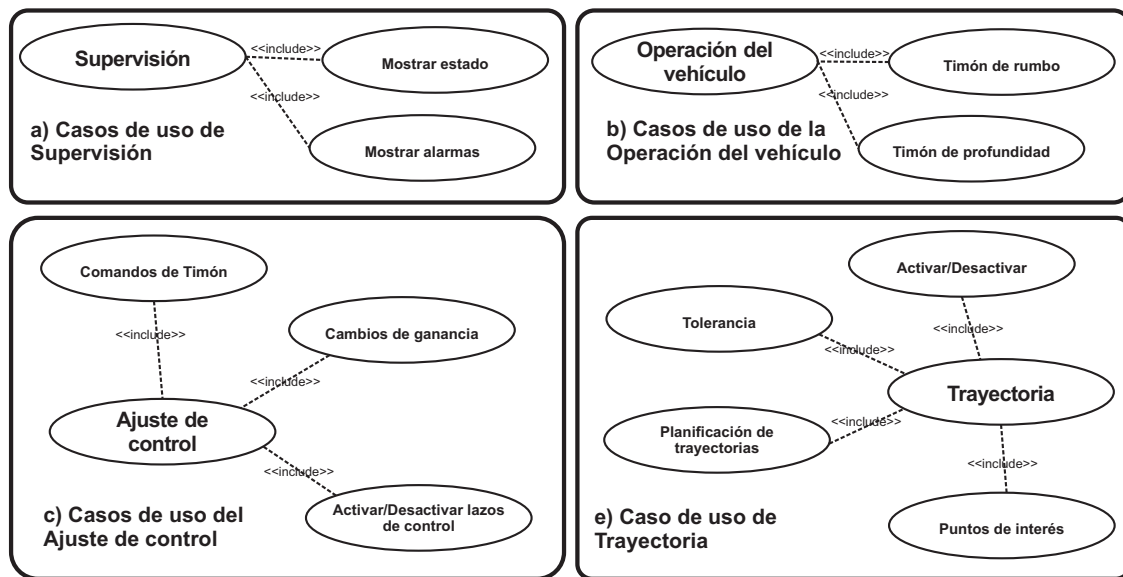 Supervisión
<<include>>
Mostrar estado
<<include>>
Mostrar alarmas
a) Casos de uso de
Supervisión
Operación del
vehículo
<<include>>
Timón de rumbo
<<include>>
Timón de profundidad
b) Casos de uso de la
Operación del vehículo
Comandos de Timón
<<include>>
Cambios de ganancia
<<include>>
Ajuste de
control
<<include>>
Activar/Desactivar lazos
de control
c) Casos de uso del
Ajuste de control
Activar/Desactivar
Tolerancia
<<include>>
<<include>>
Trayectoria
Planificación de
trayectorias
<<include>>
<<include>>
Puntos de interés
e) Caso de uso de
Trayectoria